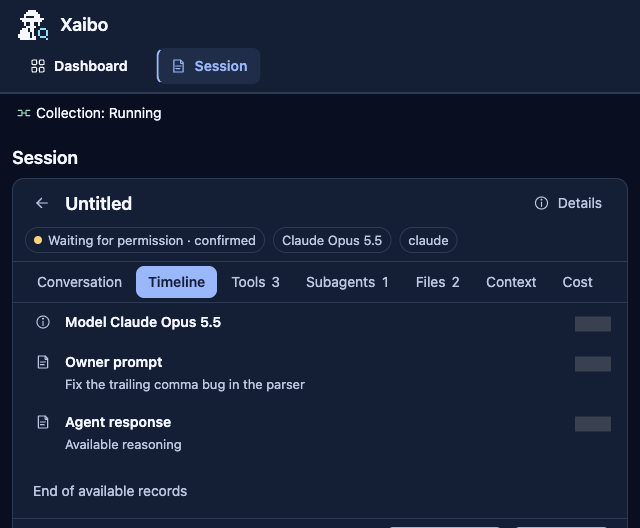 Xaibo
Dashboard
Session
Collection: Running
Session
Untitled
Details
Waiting for permission · confirmed
Claude Opus 5.5
claude
Conversation
Timeline
Tools 3
Subagents 1
Files 2
Context
Cost
Model Claude Opus 5.5
Owner prompt
Fix the trailing comma bug in the parser
Agent response
Available reasoning
End of available records